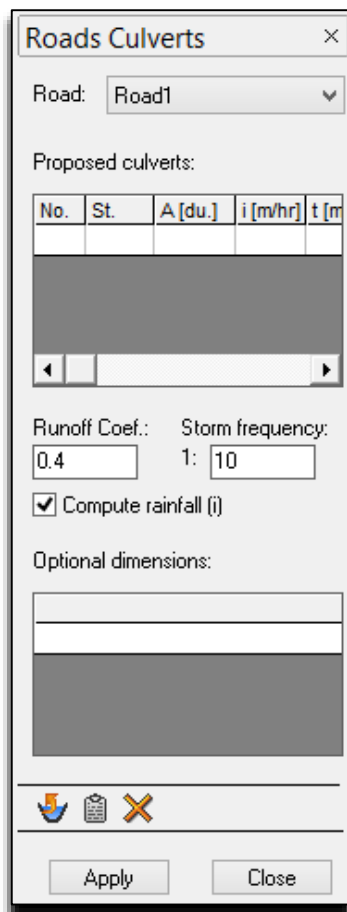 Roads Culverts
Road: Road1
Proposed culverts:
No. St. A [du.] i [m/hr] t [m
Runoff Coef.: Storm frequency:
0.4 1: 10
Compute rainfall (i)
Optional dimensions:
Apply Close